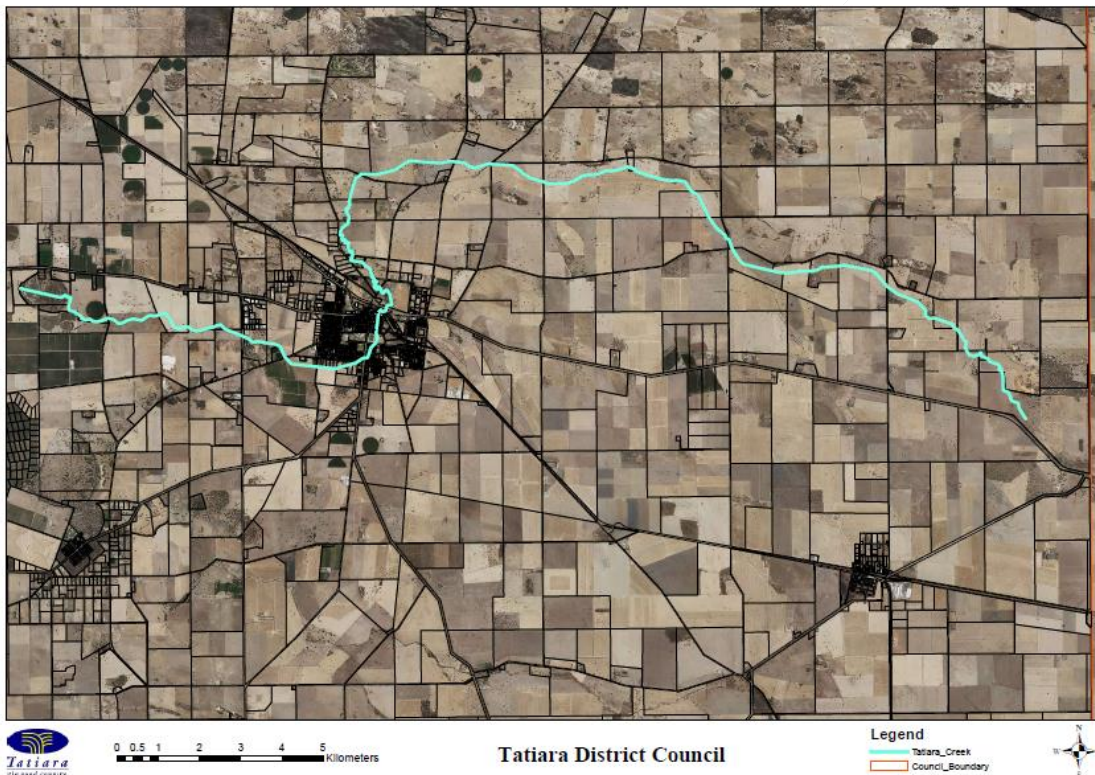 Tatiara
0 0.5 1 2 3 4 5
Kilometers
Tatiara District Council
Legend
Tatiara_Creek
Council_Boundary
N
W